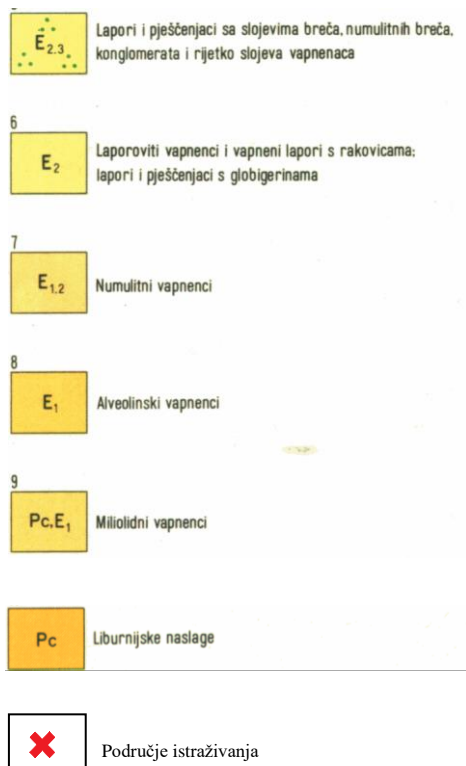 E2.3 Lapori i pješčenjaci sa slojevima breča, numulitnih breča,
konglomerata i rijetko slojeva vapnenaca
6
E2 Laporoviti vapnenci i vapneni lapori s rakovicama;
lapori i pješčenjaci s globigerinama
7
E1.2 Numulitni vapnenci
8
E1 Alveolinski vapnenci
9
Pc,E1 Miliolidni vapnenci
Pc Liburnijske naslage
Područje istraživanja